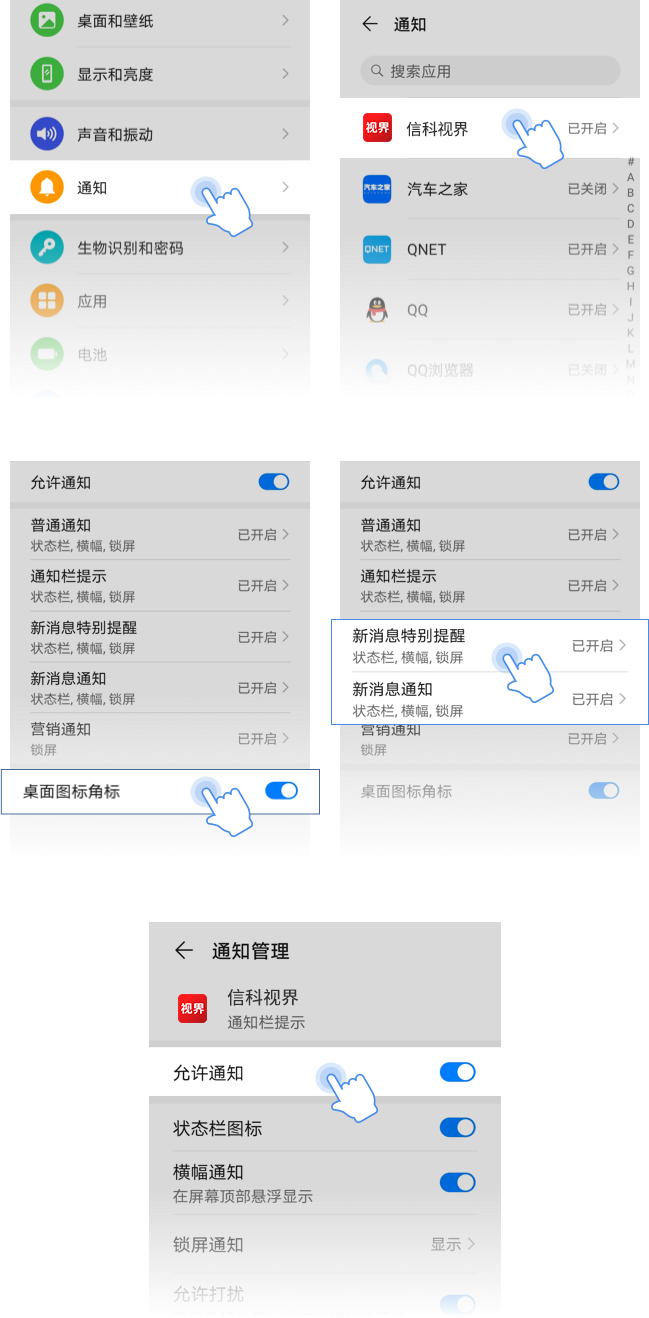 桌面和壁纸
显示和亮度
声音和振动
通知
生物识别和密码
应用
电池
通知
搜索应用
视界 信科视界 已开启
汽车之家 汽车之家 已关闭
QNET QNET 已开启
QQ 已开启
QQ浏览器 已关闭
#
A
B
C
D
E
F
G
H
I
J
K
L
M
N
允许通知
普通通知
状态栏, 横幅, 锁屏
已开启
通知栏提示
状态栏, 横幅, 锁屏
已开启
新消息特别提醒
状态栏, 横幅, 锁屏
已开启
新消息通知
状态栏, 横幅, 锁屏
已开启
营销通知
锁屏
已开启
桌面图标角标
允许通知
普通通知
状态栏, 横幅, 锁屏
已开启
通知栏提示
状态栏, 横幅, 锁屏
已开启
新消息特别提醒
状态栏, 横幅, 锁屏
已开启
新消息通知
状态栏, 横幅, 锁屏
已开启
营销通知
锁屏
已开启
桌面图标角标
通知管理
视界
信科视界
通知栏提示
允许通知
状态栏图标
横幅通知
在屏幕顶部悬浮显示
锁屏通知 显示
允许打扰